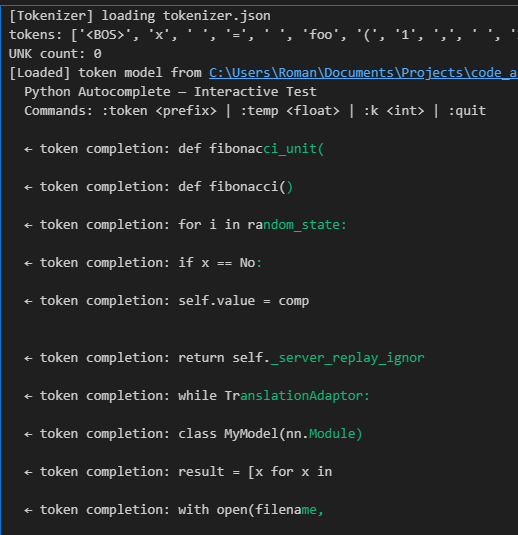 [Tokenizer] loading tokenizer.json
tokens: ['<BOS>', 'x', ' ', '=', ' ', 'foo', '(', '1', ',', ' ', '
UNK count: 0
[Loaded] token model from C:\Users\Roman\Documents\Projects\code_a
Python Autocomplete — Interactive Test
Commands: :token <prefix> | :temp <float> | :k <int> | :quit
← token completion: def fibonacci_unit(
← token completion: def fibonacci()
← token completion: for i in random_state:
← token completion: if x == No:
← token completion: self.value = comp
← token completion: return self._server_replay_ignor
← token completion: while TranslationAdaptor:
← token completion: class MyModel(nn.Module)
← token completion: result = [x for x in
← token completion: with open(filename,